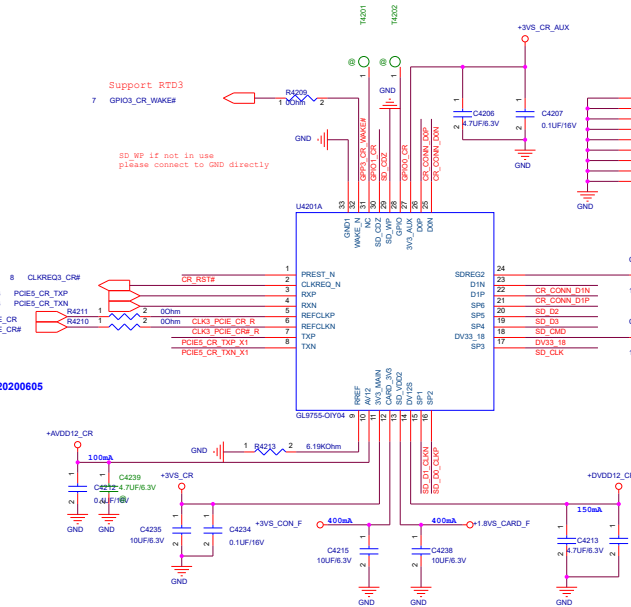 T4201
T4202
+3VS_CR_AUX
@
@
1
1
Support RTD3
7
GPIO3_CR_WAKE#
R4209
1
0Ohm
2
GND
GND
1
C4206
2
4.7UF/6.3V
1
C4207
2
0.1UF/16V
GND
GND
SD_WP if not in use
please connect to GND directly
GPP3_CR_WAKE#
GPIO1_CR
SD_CDZ
GPIO0_CR
CR_CONN_D0P
CR_CONN_D0N
U4201A
33
32
31
30
29
28
27
26
25
GND1
WAKE_N
NC
SD_CDZ
SD_WP
GPIO
3V3_AUX
D0P
D0N
8
CLKREQ3_CR#
PCIE5_CR_TXP
PCIE5_CR_TXN
R4211
0Ohm
R4210
0Ohm
CR_RST#
CLK3_PCIE_CR_R
CLK3_PCIE_CR#_R
PCIE5_CR_TXP_X1
PCIE5_CR_TXN_X1
1
2
3
4
5
6
7
8
PREST_N
CLKREQ_N
RXP
RXN
REFCLKP
REFCLKN
TXP
TXN
SDREG2
D1N
D1P
SP6
SP5
SP4
DV33_18
SP3
24
23
22
21
20
19
18
17
CR_CONN_D1N
CR_CONN_D1P
SD_D2
SD_D3
SD_CMD
DV33_18
SD_CLK
RREF
AV12
3V3_MAIN
CARD_3V3
SD_VDD2
DV12S
SP1
SP2
9
10
11
12
13
14
15
16
GL9755-OIY04
20200605
SD_D1_CLKN
SD_D0_CLKP
GND
1
R4213
2
6.19KOhm
+AVDD12_CR
100mA
C4239
4.7UF/6.3V
C4212
GND
GND
+3VS_CR
C4235
10UF/6.3V
C4234
0.1UF/16V
GND
+3VS_CON_F
400mA
C4215
10UF/6.3V
GND
400mA
+1.8VS_CARD_F
C4238
10UF/6.3V
GND
150mA
C4213
4.7UF/6.3V
GND